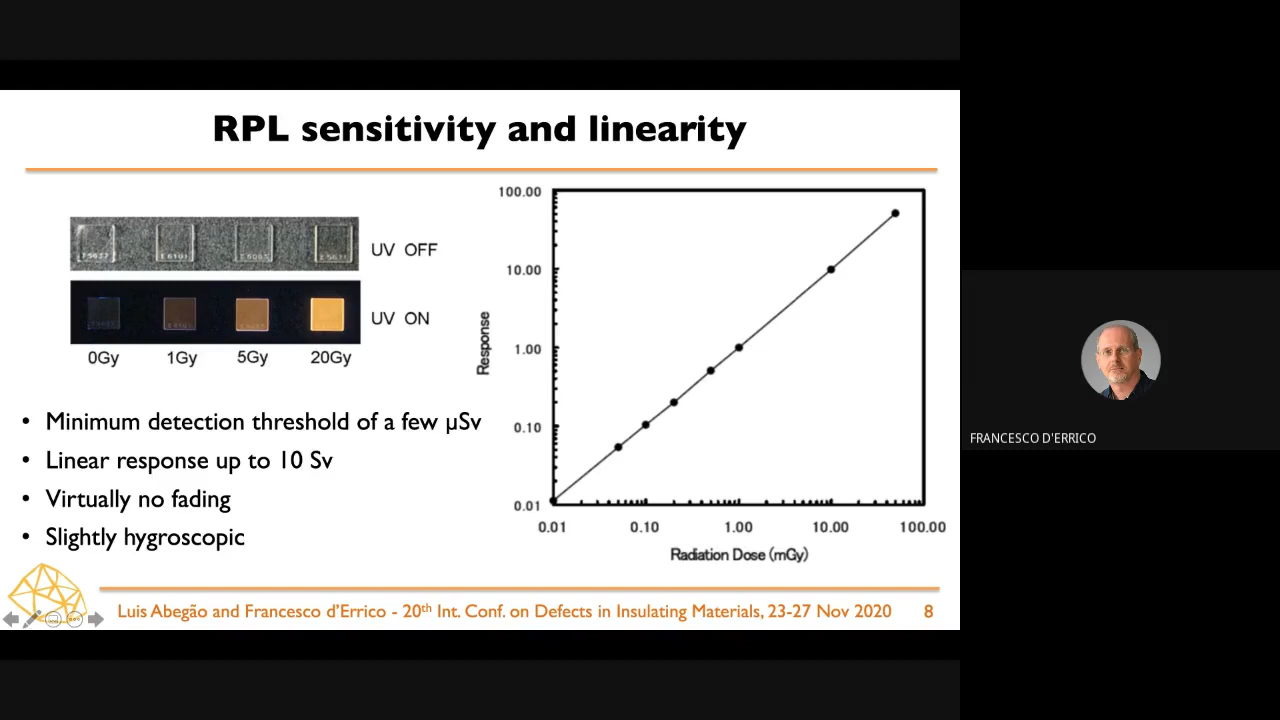 RPL sensitivity and linearity
UV OFF
UV ON
0Gy 1Gy 5Gy 20Gy
• Minimum detection threshold of a few µSv
• Linear response up to 10 Sv
• Virtually no fading
• Slightly hygroscopic
100.00
10.00
1.00
0.10
0.01
Response
0.01 0.10 1.00 10.00 100.00
Radiation Dose (mGy)
Luis Abegão and Francesco d'Errico - 20th Int. Conf. on Defects in Insulating Materials, 23-27 Nov 2020 8
FRANCESCO D'ERRICO